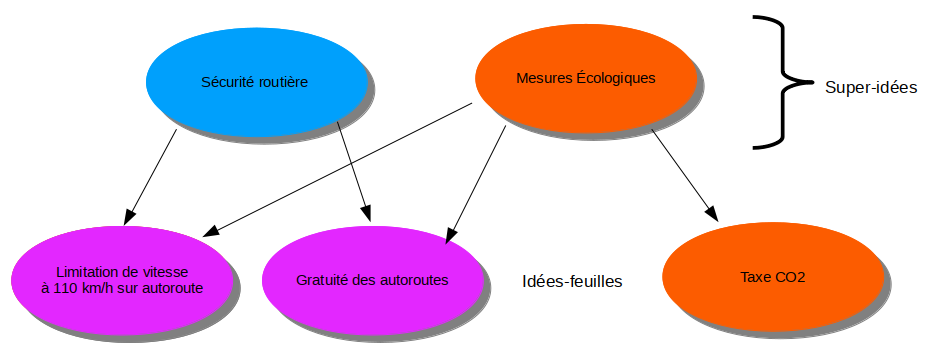 Sécurité routière
Mesures Écologiques
Super-idées
Limitation de vitesse
à 110 km/h sur autoroute
Gratuité des autoroutes
Idées-feuilles
Taxe CO2